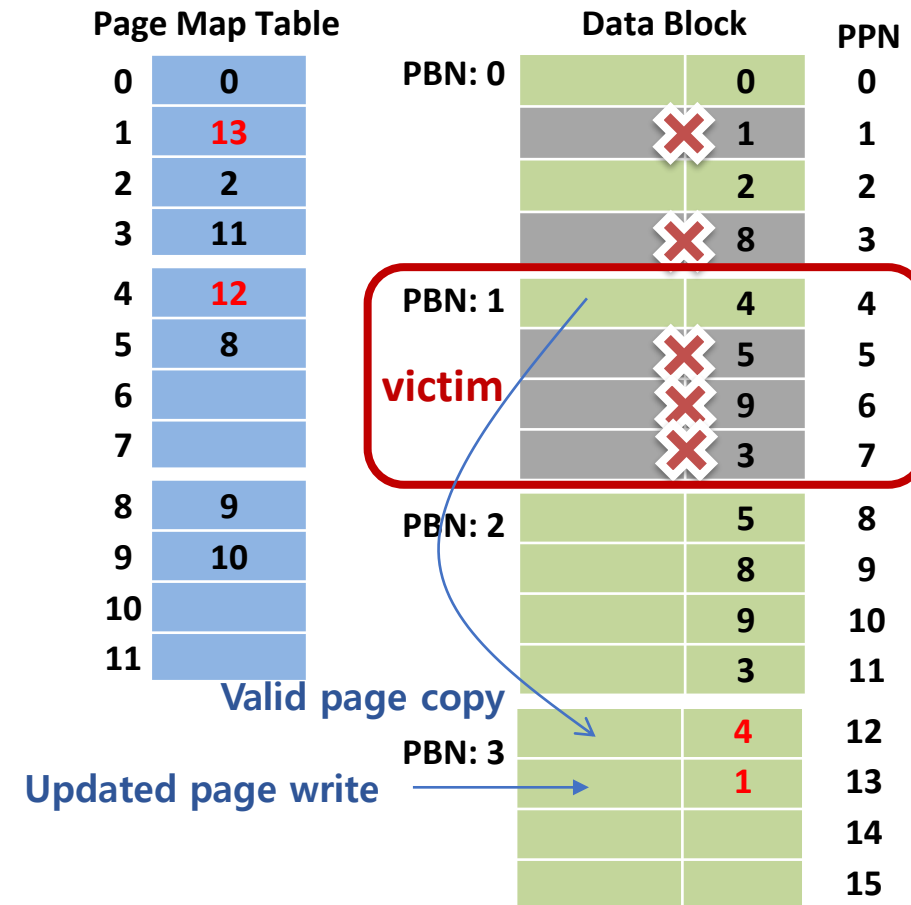 Page Map Table Data Block PPN
0 0 PBN: 0 0 0
1 13 1 1
2 2 2 2
3 11 8 3
4 12 PBN: 1 4 4
5 8 5 5
6 victim 9 6
7 3 7
8 9 PBN: 2 5 8
9 10 8 9
10 9 10
11 3 11
Valid page copy
PBN: 3 4 12
Updated page write 1 13
14
15